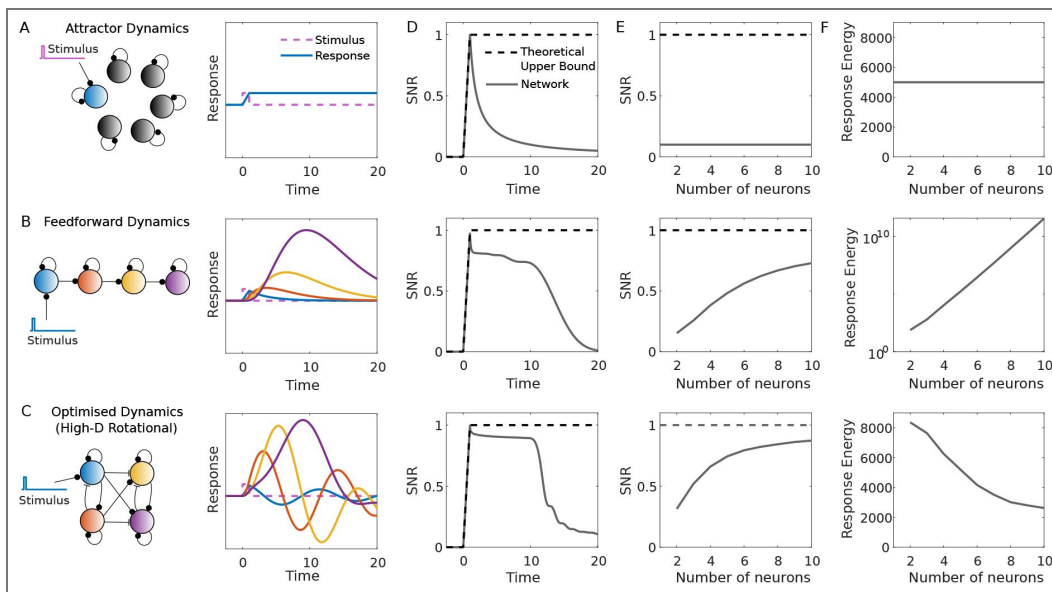 A
Attractor Dynamics
Stimulus
Response
Stimulus
Response
0
10
20
Time
D
SNR
1
0.5
0
Theoretical
Upper Bound
Network
0
10
20
Time
E
SNR
1
0.5
0
2
4
6
8
10
Number of neurons
F
Response Energy
8000
6000
4000
2000
0
2
4
6
8
10
Number of neurons
B
Feedforward Dynamics
Stimulus
Response
0
10
20
Time
SNR
1
0.5
0
0
10
20
Time
SNR
1
0.5
0
2
4
6
8
10
Number of neurons
Response Energy
10^10
10^0
2
4
6
8
10
Number of neurons
C
Optimised Dynamics
(High-D Rotational)
Stimulus
Response
0
10
20
Time
SNR
1
0.5
0
0
10
20
Time
SNR
1
0.5
0
2
4
6
8
10
Number of neurons
Response Energy
8000
6000
4000
2000
0
2
4
6
8
10
Number of neurons